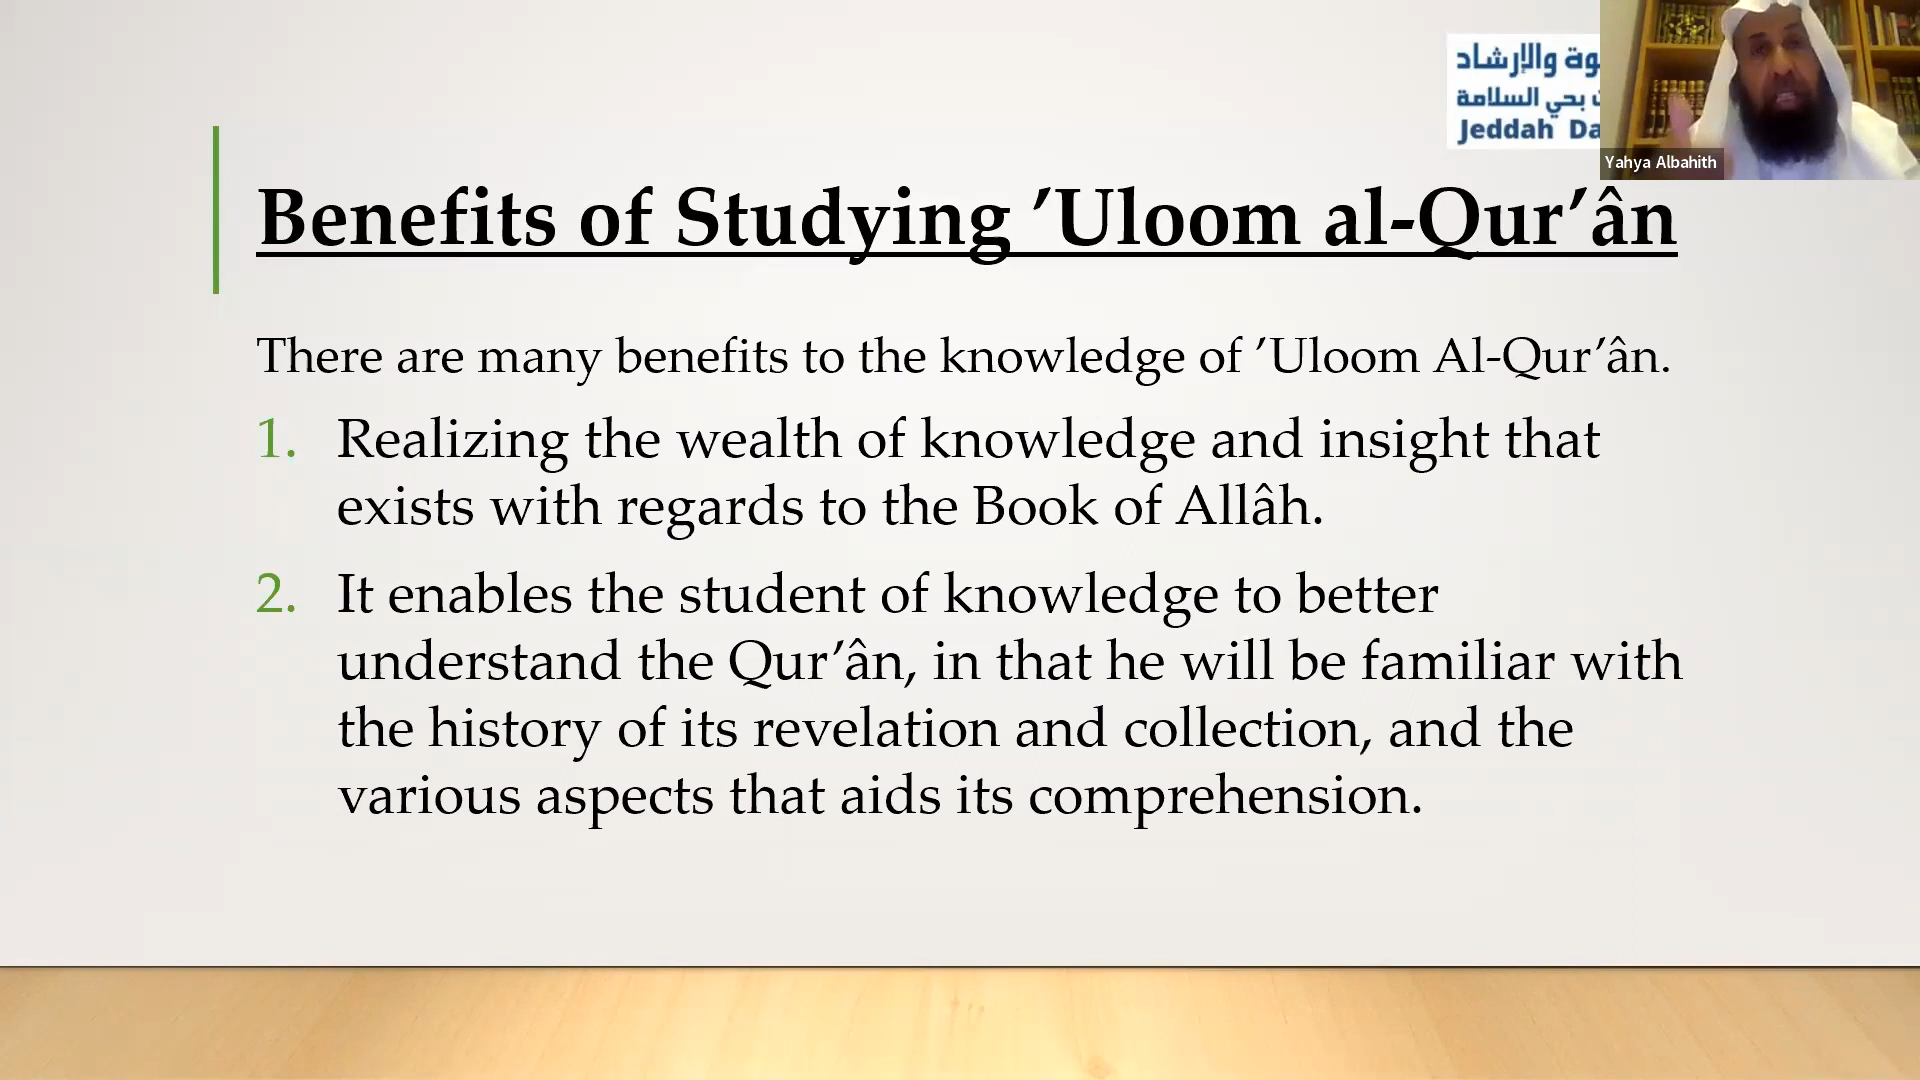 والإرشاد
بحي السلامة
Jeddah
Yahya Albahith
Benefits of Studying ’Uloom al-Qur’ân
There are many benefits to the knowledge of ’Uloom Al-Qur’ân.
1. Realizing the wealth of knowledge and insight that
exists with regards to the Book of Allâh.
2. It enables the student of knowledge to better
understand the Qur’ân, in that he will be familiar with
the history of its revelation and collection, and the
various aspects that aids its comprehension.